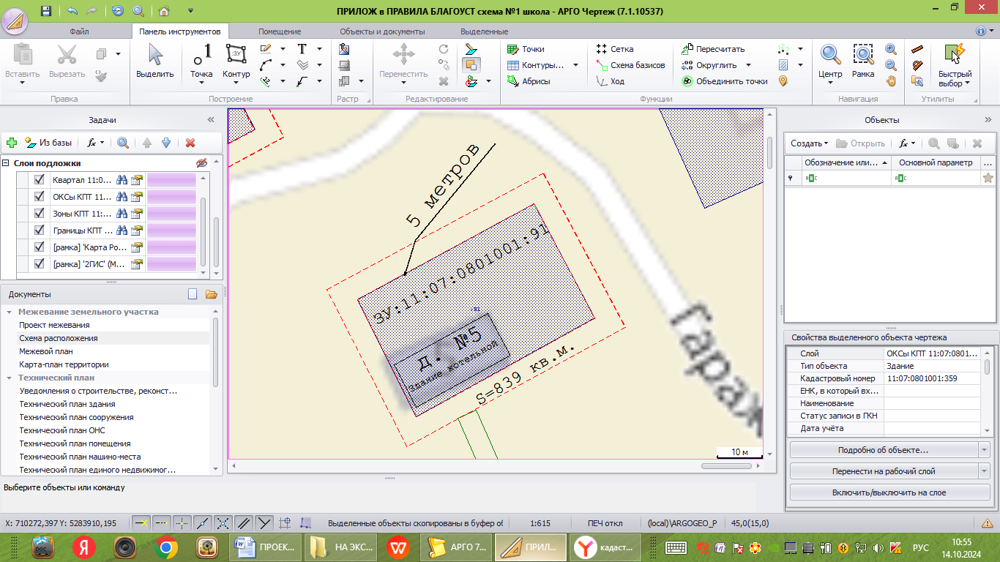 ПРИЛОЖ в ПРАВИЛА БЛАГОУСТ схема №1 школа - АРГО Чертеж (7.1.10537)
Файл Панель инструментов Помещение Объекты и документы Выделенные
Вставить Вырезать Выделить Точка Контур Переместить
Точки Сетка Пересчитать
Контуры... Схема базисов Округлить
Абрисы Ход Объединить точки
Центр Рамка Быстрый выбор
Правка Построение Растр Редактирование Функции Навигация Утилиты
Задачи
Из базы
Слои подложки
Квартал 11:0...
ОКСы КПТ 11...
Зоны КПТ 11:...
Границы КПТ ...
[рамка] 'Карта Ро...
[рамка] '2ГИС' (М...
Документы
Межевание земельного участка
Проект межевания
Схема расположения
Межевой план
Карта-план территории
Технический план
Уведомления о строительстве, реконст...
Технический план здания
Технический план сооружения
Технический план ОНС
Технический план помещения
Технический план машино-места
Технический план единого недвижимог...
5 метров
ЗУ:11:07:0801001:91
:91
д. №5
Здание котельной
S=839 кв.м.
Гараж
10 м
Объекты
Создать Открыть
Обозначение или... Основной параметр ...
Свойства выделенного объекта чертежа
Слой ОКСы КПТ 11:07:0801...
Тип объекта Здание
Кадастровый номер 11:07:0801001:359
ЕНК, в который вх...
Наименование
Статус записи в ГКН
Дата учёта
Подробно об объекте...
Перенести на рабочий слой
Включить/выключить на слое
Выберите объекты или команду
X: 710272,397 Y: 5283910,195 Выделенные объекты скопированы в буфер об 1:615 ПЕЧ откл (local)\ARGOGEO_P 45,0(15,0)
ПРОЕК... НА ЭКС... АРГО 7... ПРИЛ... кадаст... РУС 10:55
14.10.2024